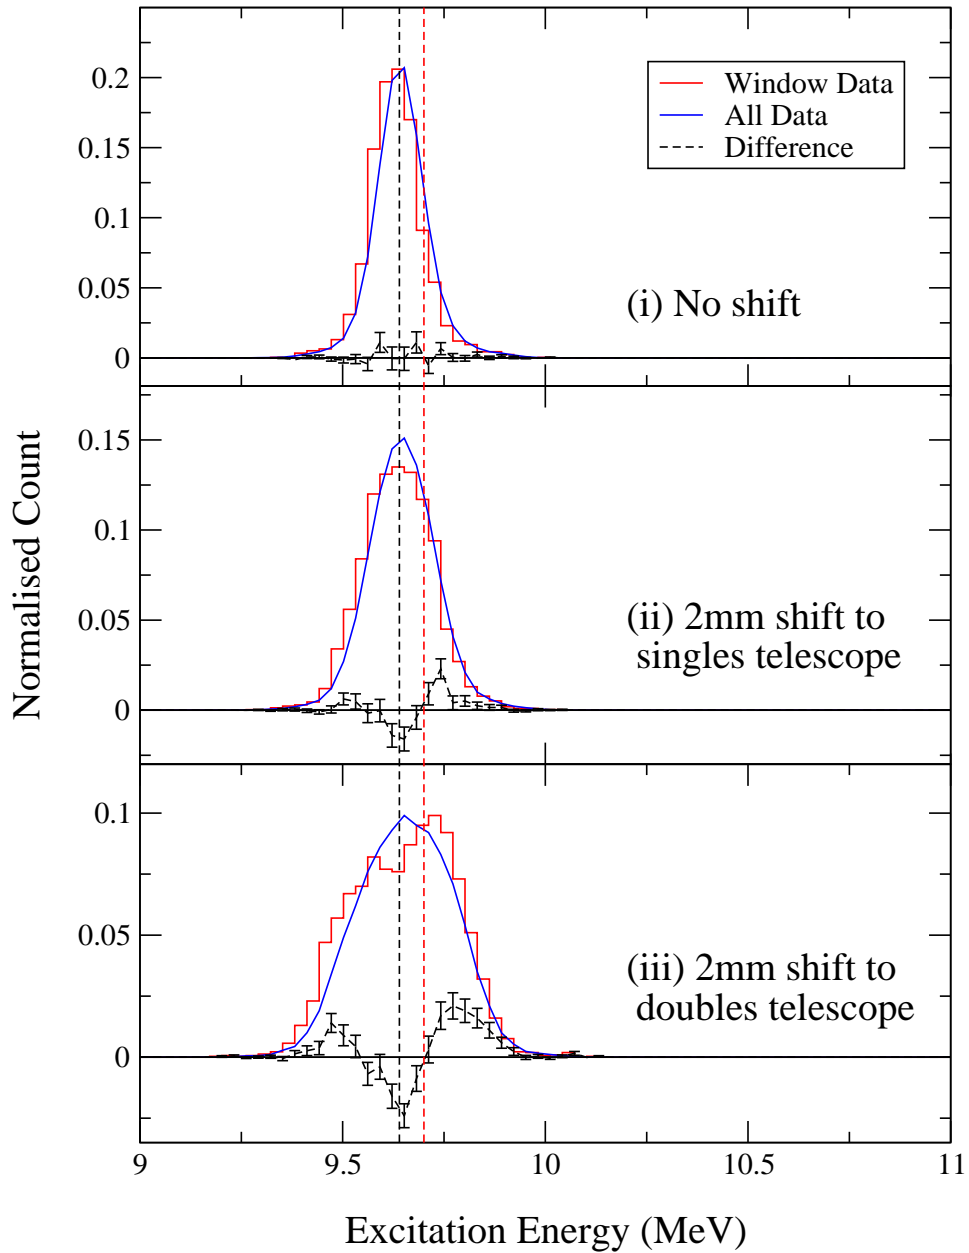 0.2
0.15
0.1
0.05
0
Window Data
All Data
Difference
(i) No shift
0.15
0.1
0.05
0
(ii) 2mm shift to
singles telescope
0.1
0.05
0
(iii) 2mm shift to
doubles telescope
Normalised Count
9
9.5
10
10.5
11
Excitation Energy (MeV)